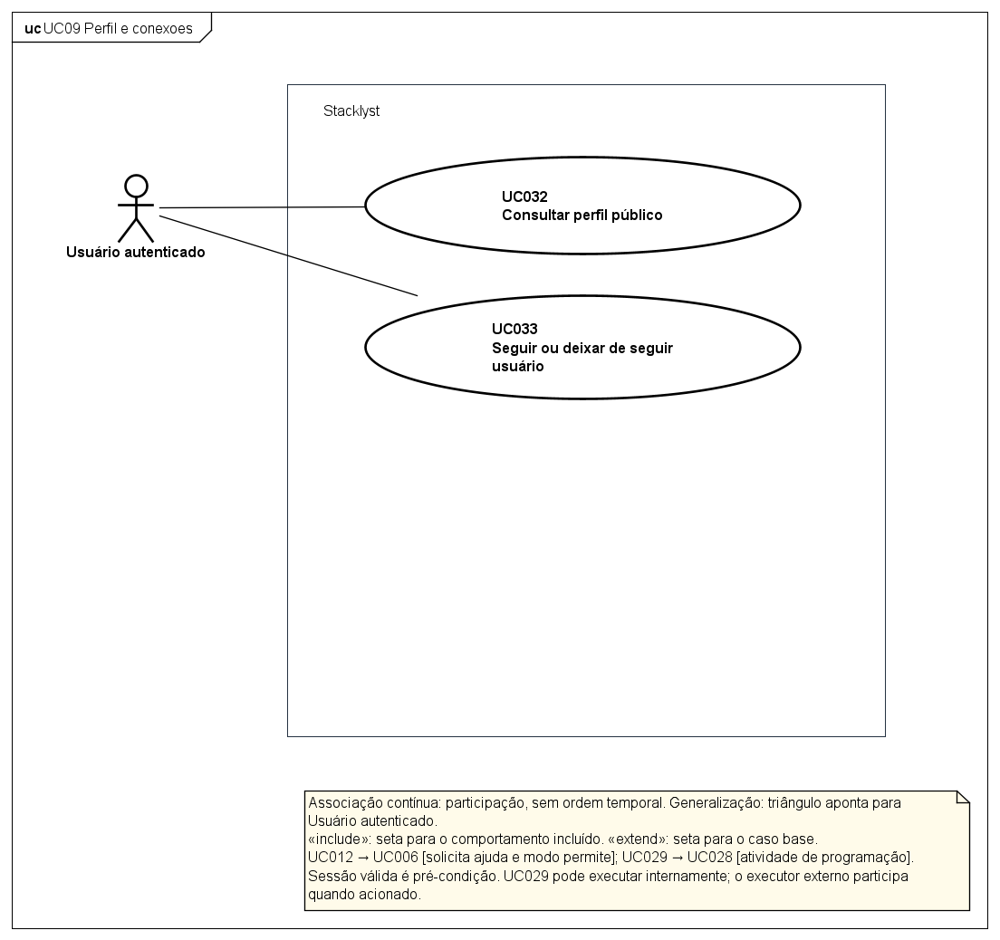 uc UC09 Perfil e conexoes
Stacklyst
UC032
Consultar perfil público
Usuário autenticado
UC033
Seguir ou deixar de seguir
usuário
Associação contínua: participação, sem ordem temporal. Generalização: triângulo aponta para
Usuário autenticado.
«include»: seta para o comportamento incluído. «extend»: seta para o caso base.
UC012 → UC006 [solicita ajuda e modo permite]; UC029 → UC028 [atividade de programação].
Sessão válida é pré-condição. UC029 pode executar internamente; o executor externo participa
quando acionado.